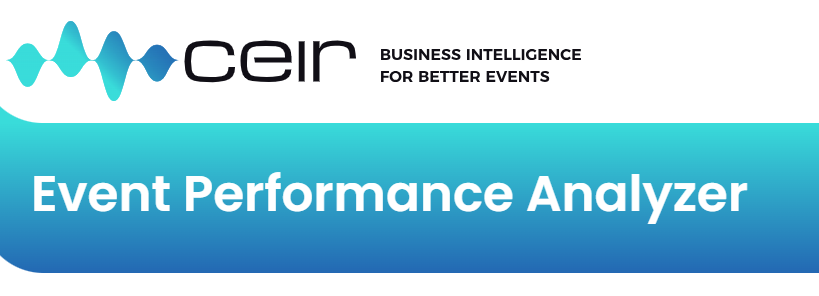 ceir
BUSINESS INTELLIGENCE
FOR BETTER EVENTS
Event Performance Analyzer